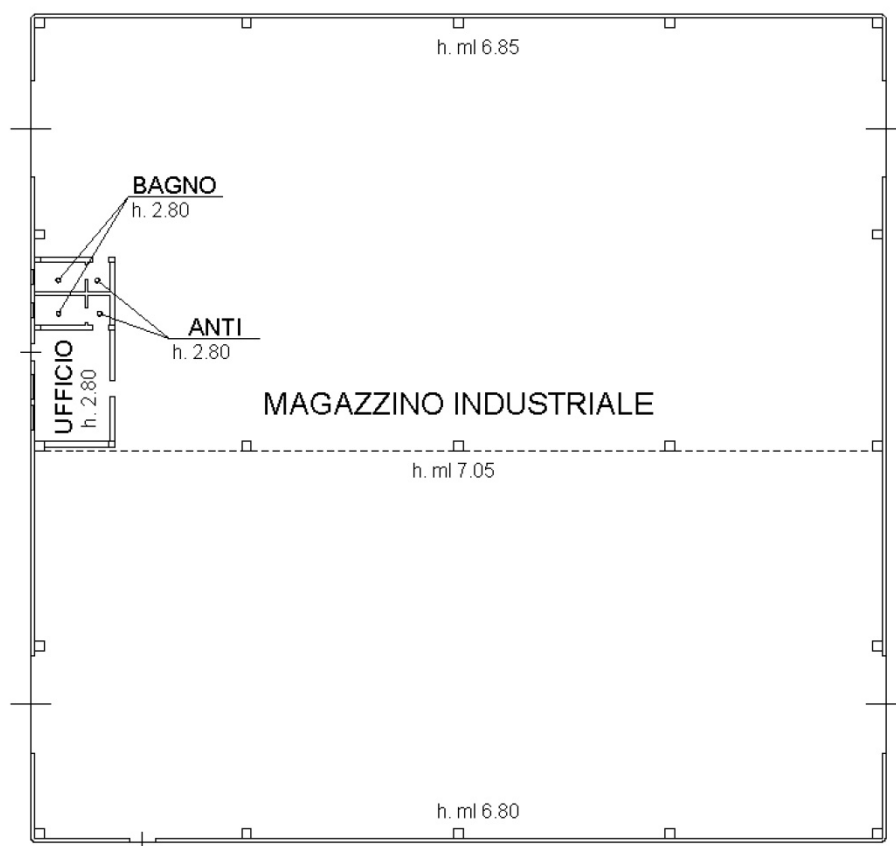 h. ml 6.85
BAGNO
h. 2.80
ANTI
h. 2.80
UFFICIO
h. 2.80
MAGAZZINO INDUSTRIALE
h. ml 7.05
h. ml 6.80